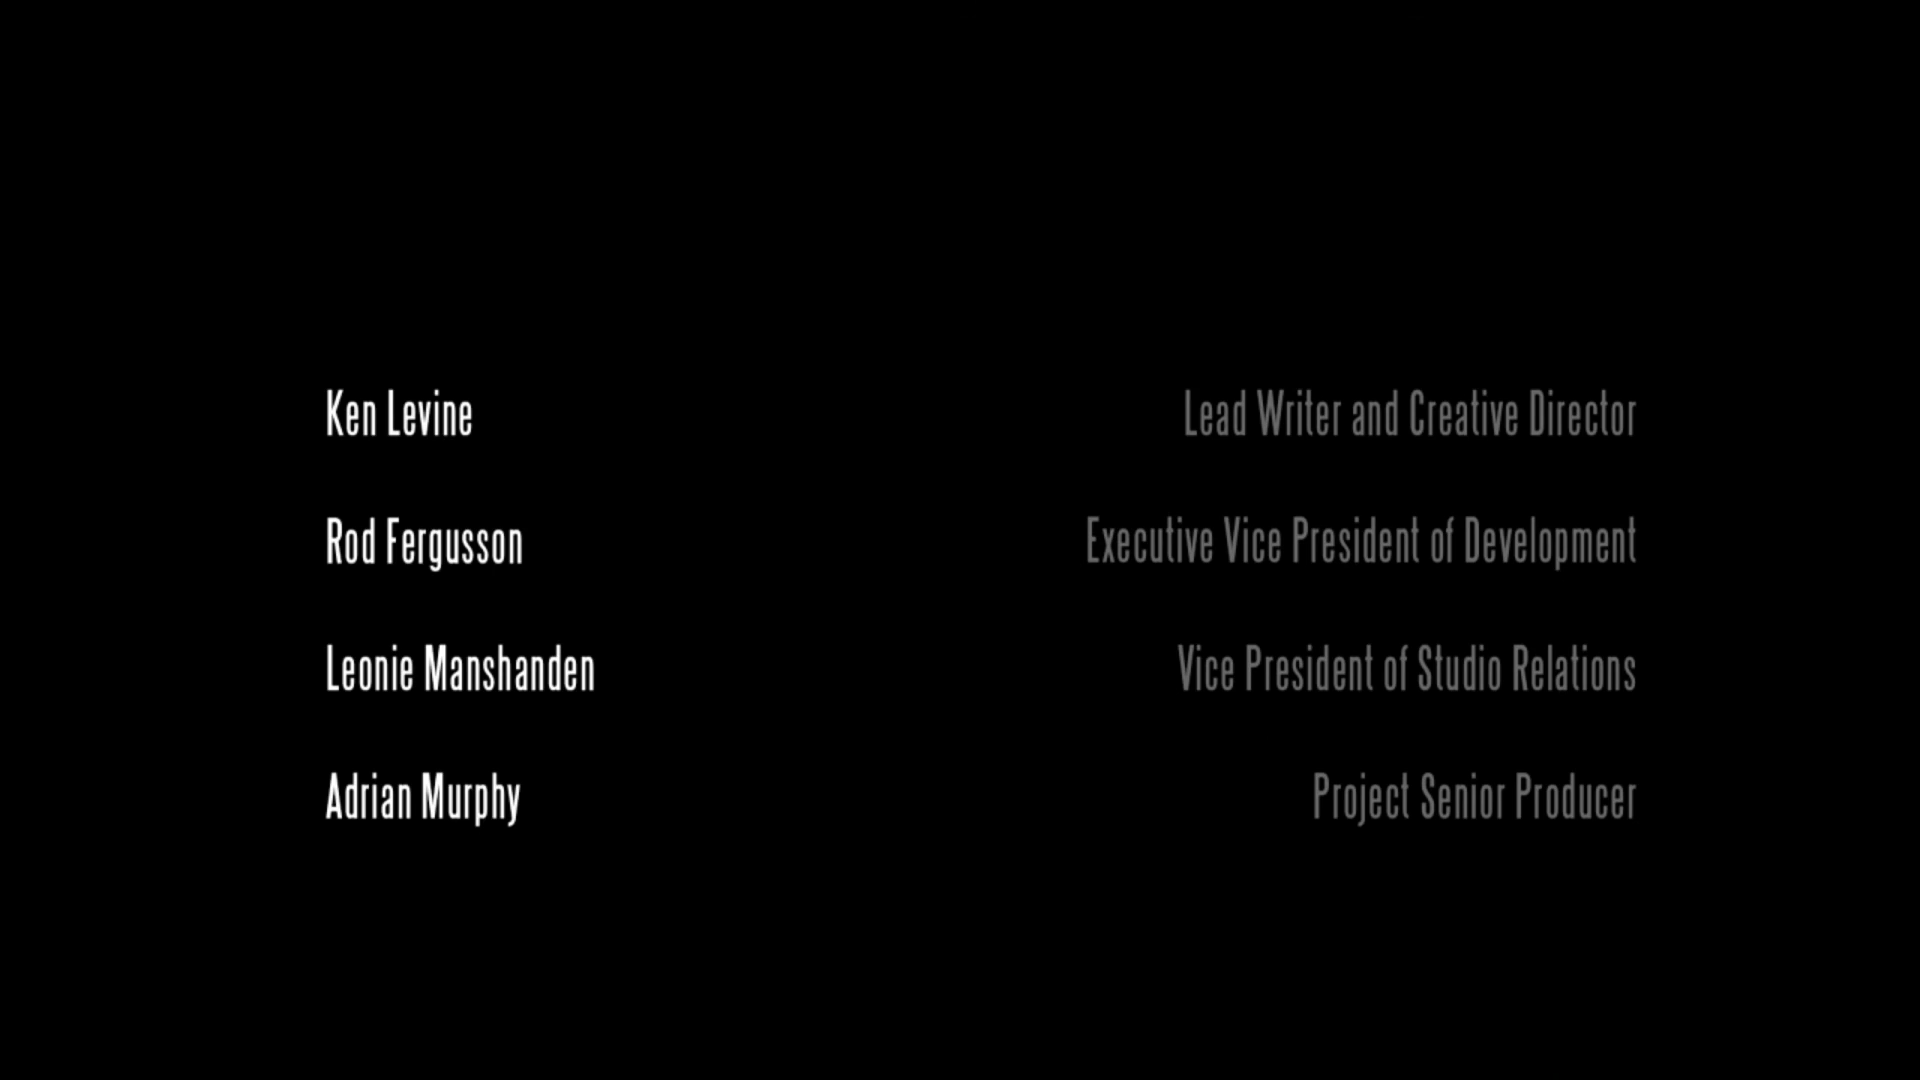 Ken Levine Lead Writer and Creative Director
Rod Fergusson Executive Vice President of Development
Leonie Manshanden Vice President of Studio Relations
Adrian Murphy Project Senior Producer